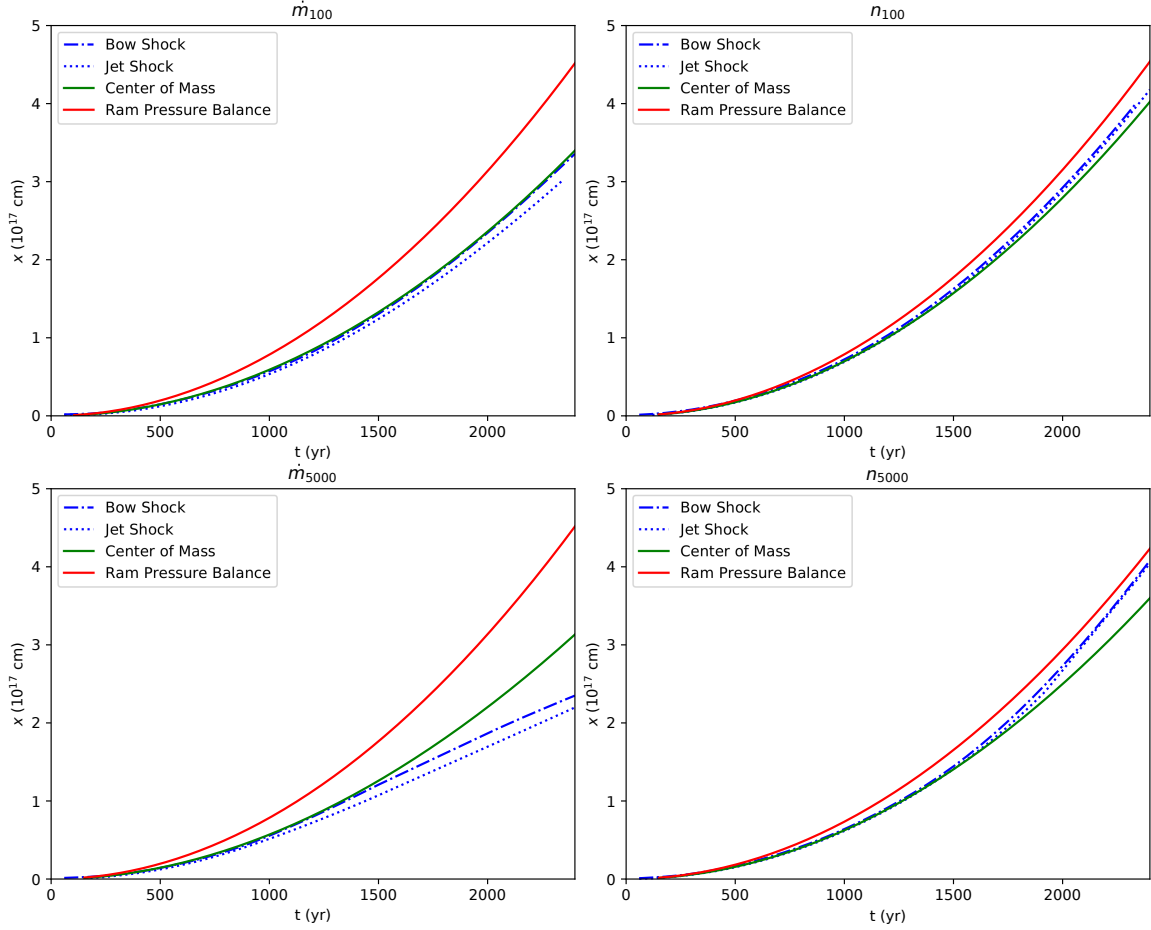 ṁ100
n100
5
4
3
2
1
0
x (10^17 cm)
Bow Shock
Jet Shock
Center of Mass
Ram Pressure Balance
0
500
1000
1500
2000
t (yr)
5
4
3
2
1
0
x (10^17 cm)
Bow Shock
Jet Shock
Center of Mass
Ram Pressure Balance
0
500
1000
1500
2000
t (yr)
ṁ5000
n5000
5
4
3
2
1
0
x (10^17 cm)
Bow Shock
Jet Shock
Center of Mass
Ram Pressure Balance
0
500
1000
1500
2000
t (yr)
5
4
3
2
1
0
x (10^17 cm)
Bow Shock
Jet Shock
Center of Mass
Ram Pressure Balance
0
500
1000
1500
2000
t (yr)